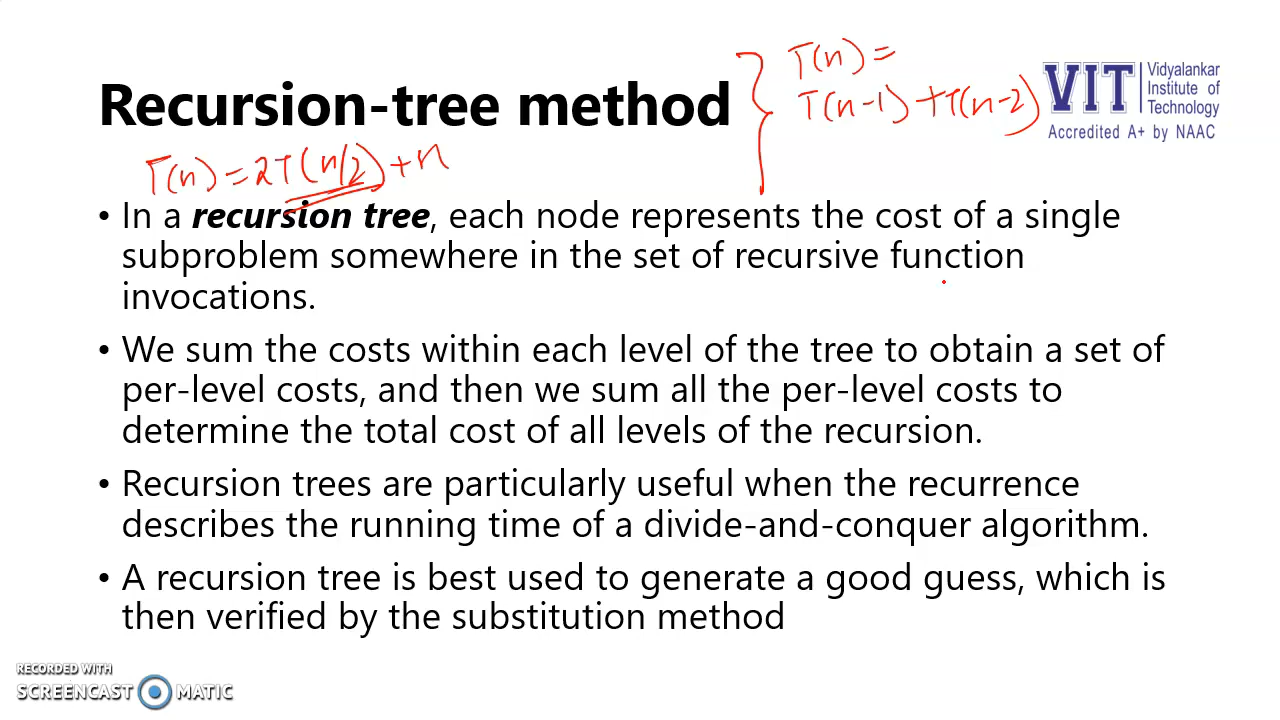 T(n) =
T(n-1) + T(n-2)
Recursion-tree method
VIT
Vidyalankar
Institute of
Technology
Accredited A+ by NAAC
T(n) = 2T(n/2) + n
• In a recursion tree, each node represents the cost of a single
subproblem somewhere in the set of recursive function
invocations.
• We sum the costs within each level of the tree to obtain a set of
per-level costs, and then we sum all the per-level costs to
determine the total cost of all levels of the recursion.
• Recursion trees are particularly useful when the recurrence
describes the running time of a divide-and-conquer algorithm.
• A recursion tree is best used to generate a good guess, which is
then verified by the substitution method
RECORDED WITH
SCREENCAST MATIC